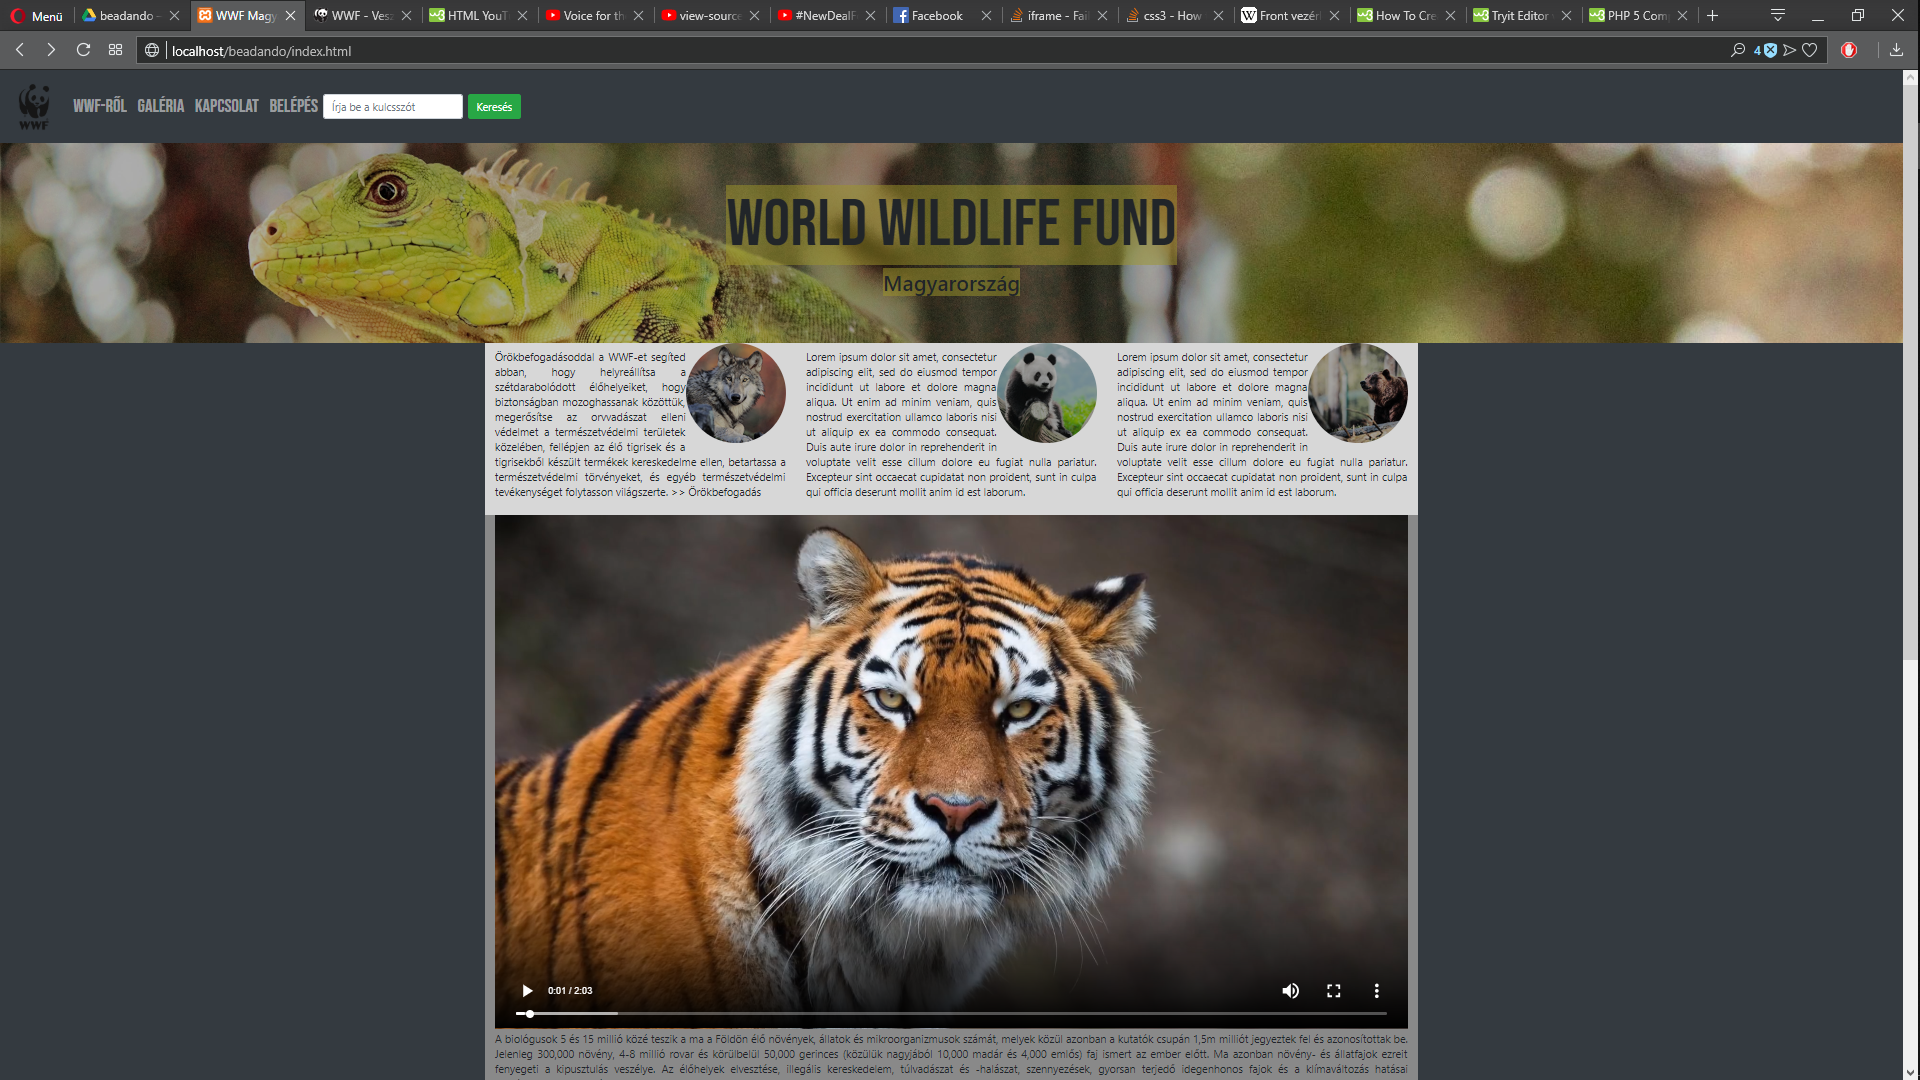 Menü
beadando –
WWF Magy
WWF - Vesz
HTML YouT
Voice for th
view-source
#NewDealF
Facebook
iframe - Fail
css3 - How
Front vezérl
How To Cre
Tryit Editor
PHP 5 Comp
localhost/beadando/index.html
4
WWF
WWF-RŐL GALÉRIA KAPCSOLAT BELÉPÉS Írja be a kulcsszót Keresés
WORLD WILDLIFE FUND
Magyarország
Örökbefogadásoddal a WWF-et segíted
abban, hogy helyreállítsa a
szétdarabolódott élőhelyeiket, hogy
biztonságban mozoghassanak közöttük,
megerősítse az orvvadászat elleni
védelmet a természetvédelmi területek
közelében, fellépjen az élő tigrisek és a
tigrisekből készült termékek kereskedelme ellen, betartassa a
természetvédelmi törvényeket, és egyéb természetvédelmi
tevékenységet folytasson világszerte. >> Örökbefogadás
Lorem ipsum dolor sit amet, consectetur
adipiscing elit, sed do eiusmod tempor
incididunt ut labore et dolore magna
aliqua. Ut enim ad minim veniam, quis
nostrud exercitation ullamco laboris nisi
ut aliquip ex ea commodo consequat.
Duis aute irure dolor in reprehenderit in
voluptate velit esse cillum dolore eu fugiat nulla pariatur.
Excepteur sint occaecat cupidatat non proident, sunt in culpa
qui officia deserunt mollit anim id est laborum.
Lorem ipsum dolor sit amet, consectetur
adipiscing elit, sed do eiusmod tempor
incididunt ut labore et dolore magna
aliqua. Ut enim ad minim veniam, quis
nostrud exercitation ullamco laboris nisi
ut aliquip ex ea commodo consequat.
Duis aute irure dolor in reprehenderit in
voluptate velit esse cillum dolore eu fugiat nulla pariatur.
Excepteur sint occaecat cupidatat non proident, sunt in culpa
qui officia deserunt mollit anim id est laborum.
0:01 / 2:03
A biológusok 5 és 15 millió közé teszik a ma a Földön élő növények, állatok és mikroorganizmusok számát, melyek közül azonban a kutatók csupán 1,5m milliót jegyeztek fel és azonosítottak be.
Jelenleg 300,000 növény, 4-8 millió rovar és körülbelül 50,000 gerinces (közülük nagyjából 10,000 madár és 4,000 emlős) faj ismert az ember előtt. Ma azonban növény- és állatfajok ezreit
fenyegeti a kipusztulás veszélye. Az élőhelyek elvesztése, illegális kereskedelem, túlvadászat és -halászat, szennyezések, gyorsan terjedő idegenhonos fajok és a klímaváltozás hatásai